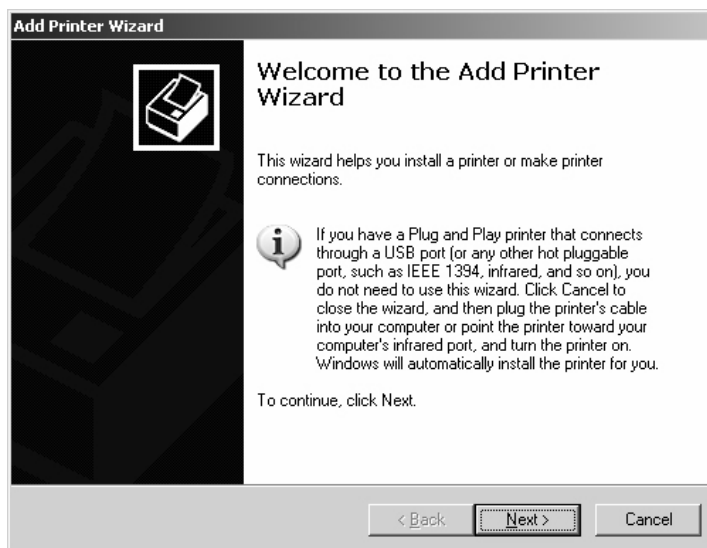 Add Printer Wizard
Welcome to the Add Printer
Wizard
This wizard helps you install a printer or make printer
connections.
If you have a Plug and Play printer that connects
through a USB port (or any other hot pluggable
port, such as IEEE 1394, infrared, and so on), you
do not need to use this wizard. Click Cancel to
close the wizard, and then plug the printer's cable
into your computer or point the printer toward your
computer's infrared port, and turn the printer on.
Windows will automatically install the printer for you.
To continue, click Next.
< Back
Next >
Cancel